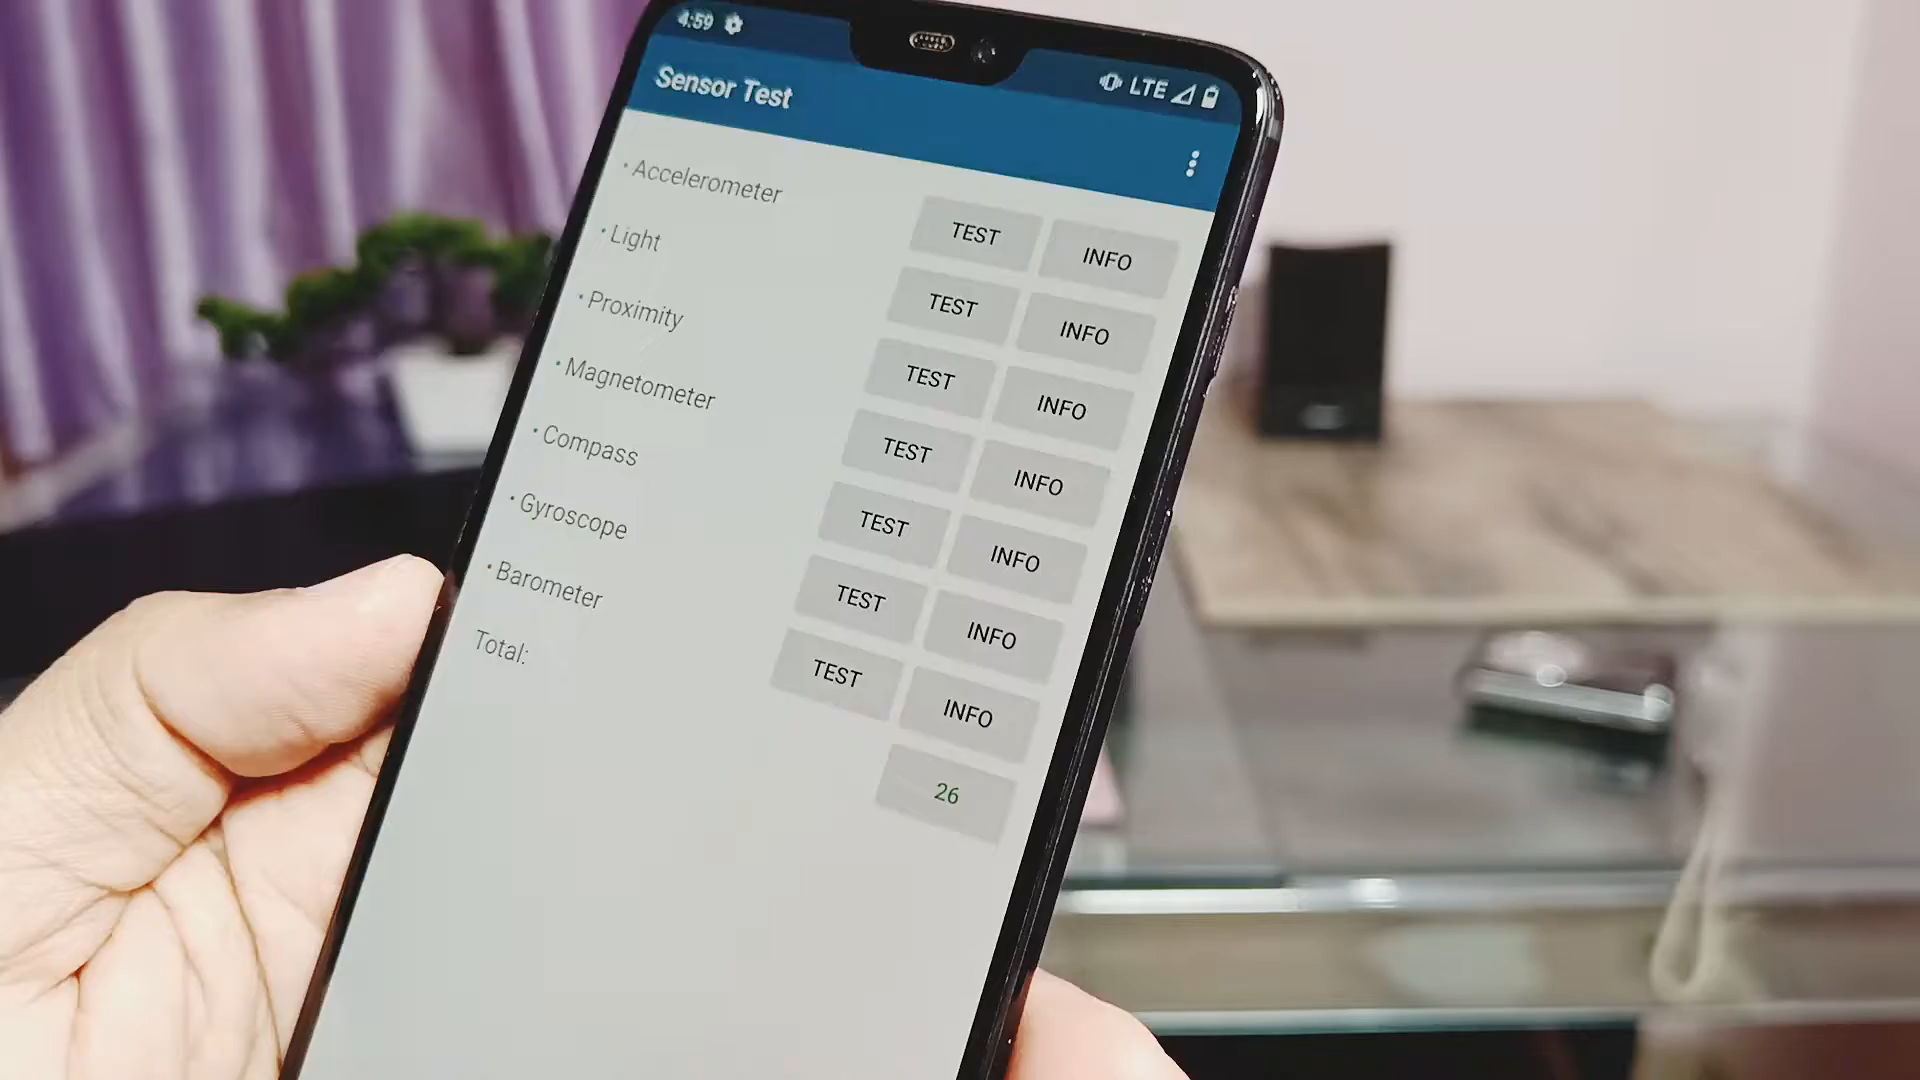 4:59
LTE
Sensor Test
• Accelerometer TEST INFO
• Light TEST INFO
• Proximity TEST INFO
• Magnetometer TEST INFO
• Compass TEST INFO
• Gyroscope TEST INFO
• Barometer TEST INFO
Total: 26